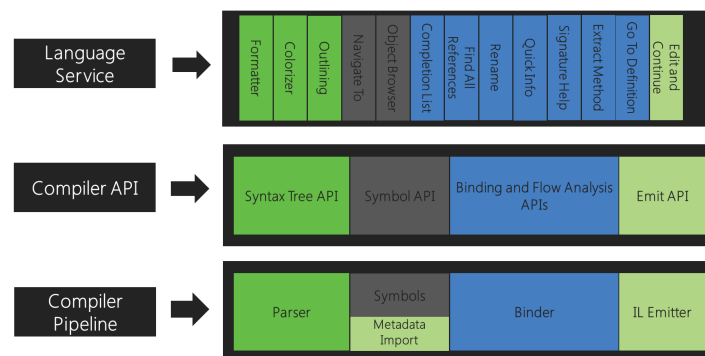 Language
Service
Formatter
Colorizer
Outlining
Navigate To
Object Browser
Completion List
Find All
References
Rename
Quick Info
Signature Help
Extract Method
Go To Definition
Edit and
Continue
Compiler API
Syntax Tree API
Symbol API
Binding and Flow Analysis
APIs
Emit API
Compiler
Pipeline
Parser
Symbols
Metadata
Import
Binder
IL Emitter